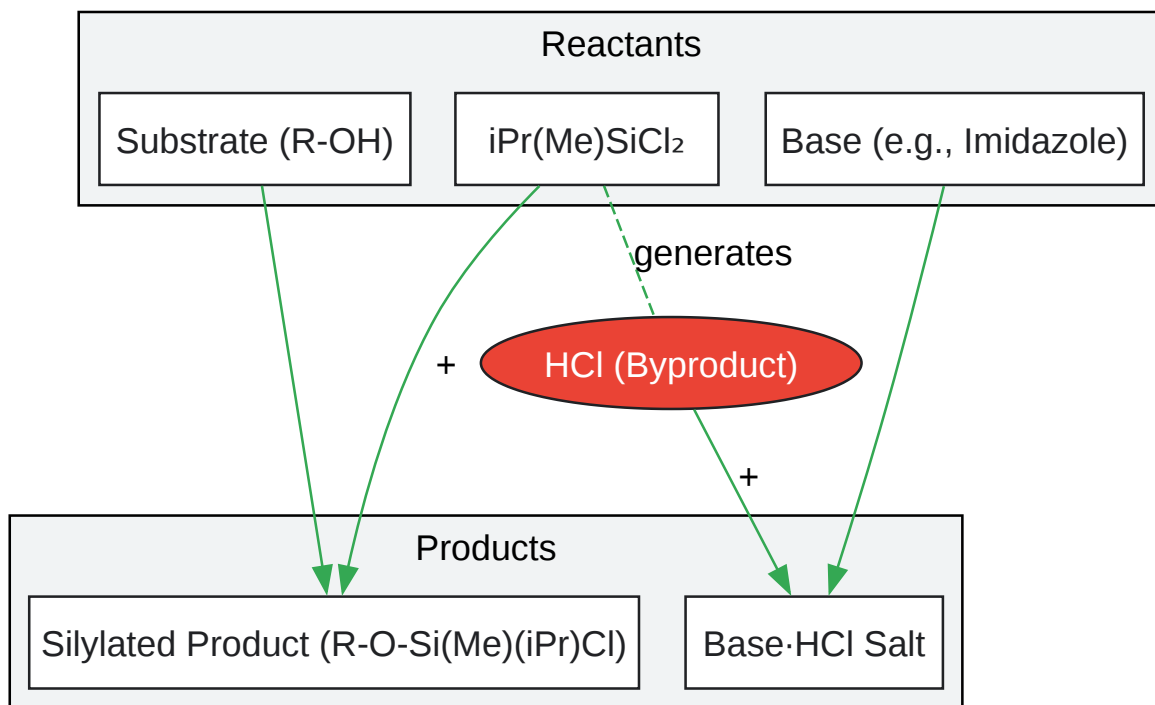 Reactants
Substrate (R-OH)
iPr(Me)SiCl₂
Base (e.g., Imidazole)
generates
+
HCl (Byproduct)
+
Products
Silylated Product (R-O-Si(Me)(iPr)Cl)
Base·HCl Salt